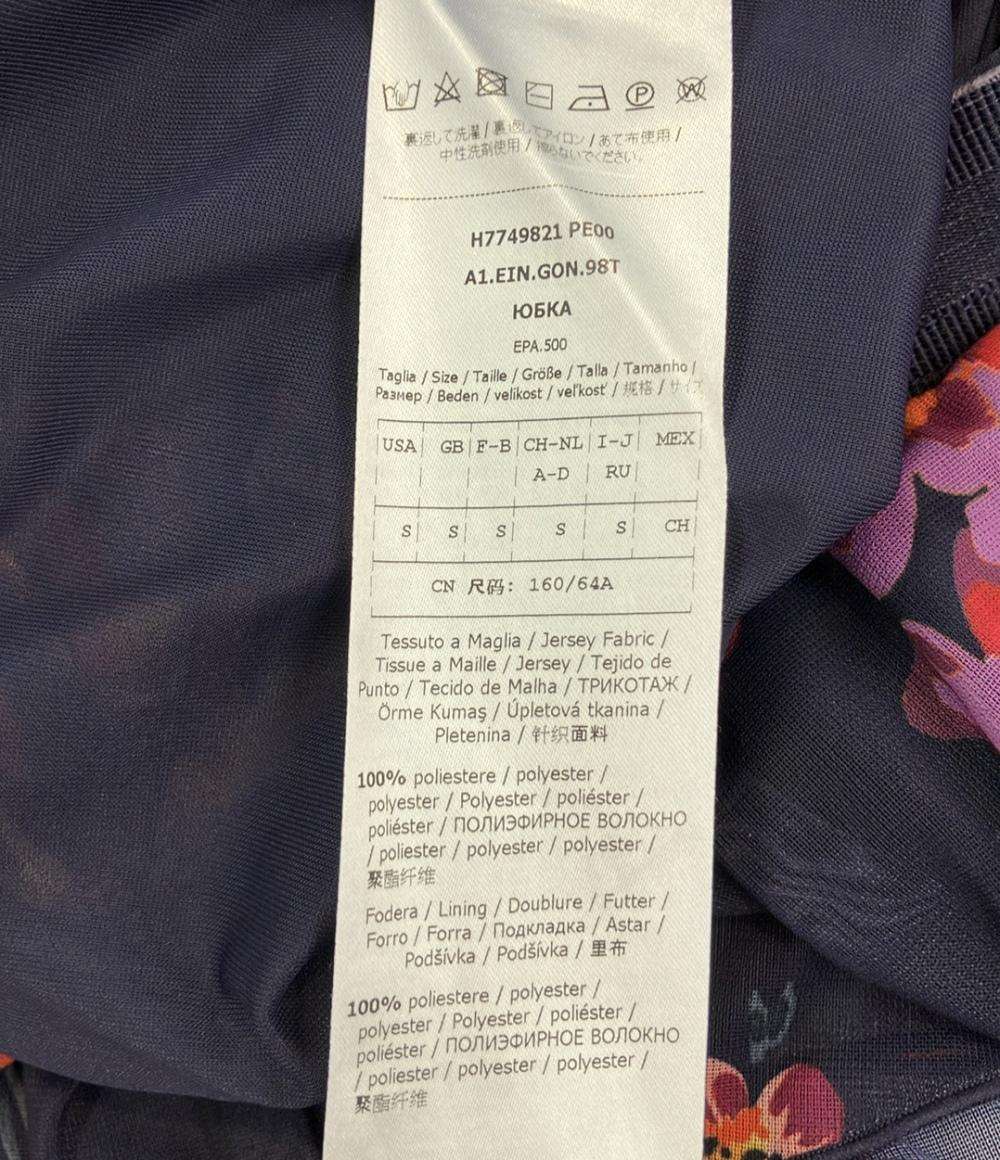 裏返して洗濯 / 裏返してアイロン / あて布使用 /
中性洗剤使用 / 絞らないでください。
H7749821 PE00
A1.EIN.GON.98T
ЮБКА
EPA.500
Taglia / Size / Taille / Größe / Talla / Tamanho /
Размер / Beden / velikost / veľkosť / 规格 / サイズ
USA GB F-B CH-NL I-J MEX
A-D RU
S S S S S CH
CN 尺码: 160/64A
Tessuto a Maglia / Jersey Fabric /
Tissue a Maille / Jersey / Tejido de
Punto / Tecido de Malha / ТРИКОТАЖ /
Örme Kumaş / Úpletová tkanina /
Pletenina / 针织面料
100% poliestere / polyester /
polyester / Polyester / poliéster /
poliéster / ПОЛИЭФИРНОЕ ВОЛОКНО
/ poliester / polyester / polyester /
聚酯纤维
Fodera / Lining / Doublure / Futter /
Forro / Forra / Подкладка / Astar /
Podšívka / Podšívka / 里布
100% poliestere / polyester /
polyester / Polyester / poliéster /
poliéster / ПОЛИЭФИРНОЕ ВОЛОКНО
/ poliester / polyester / polyester /
聚酯纤维